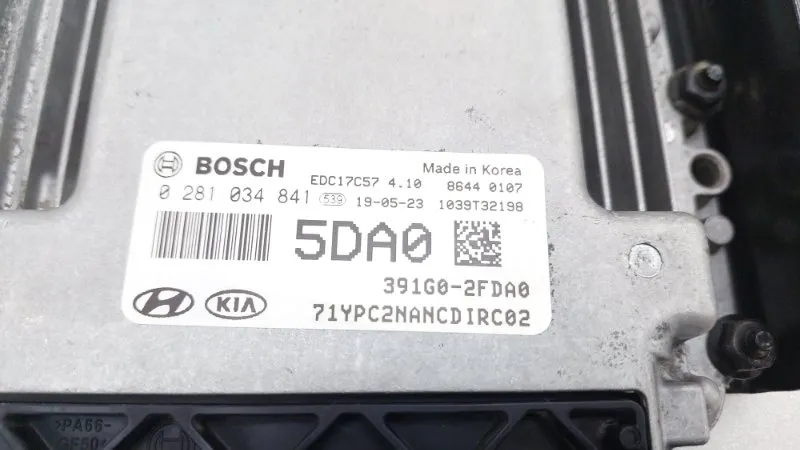 BOSCH
EDC17C57 4.10
Made in Korea
8644 0107
0 281 034 841 539 19-05-23 1039T32198
5DA0
391G0-2FDA0
KIA
71YPC2NANCDIRC02
>PA66-